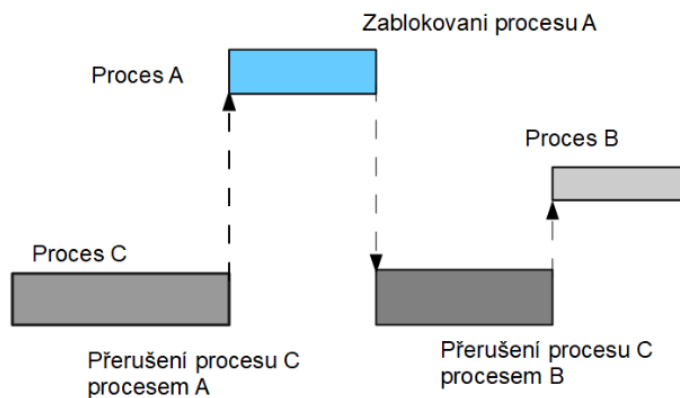 Zablokovani procesu A
Proces A
Proces B
Proces C
Přerušení procesu C
procesem A
Přerušení procesu C
procesem B